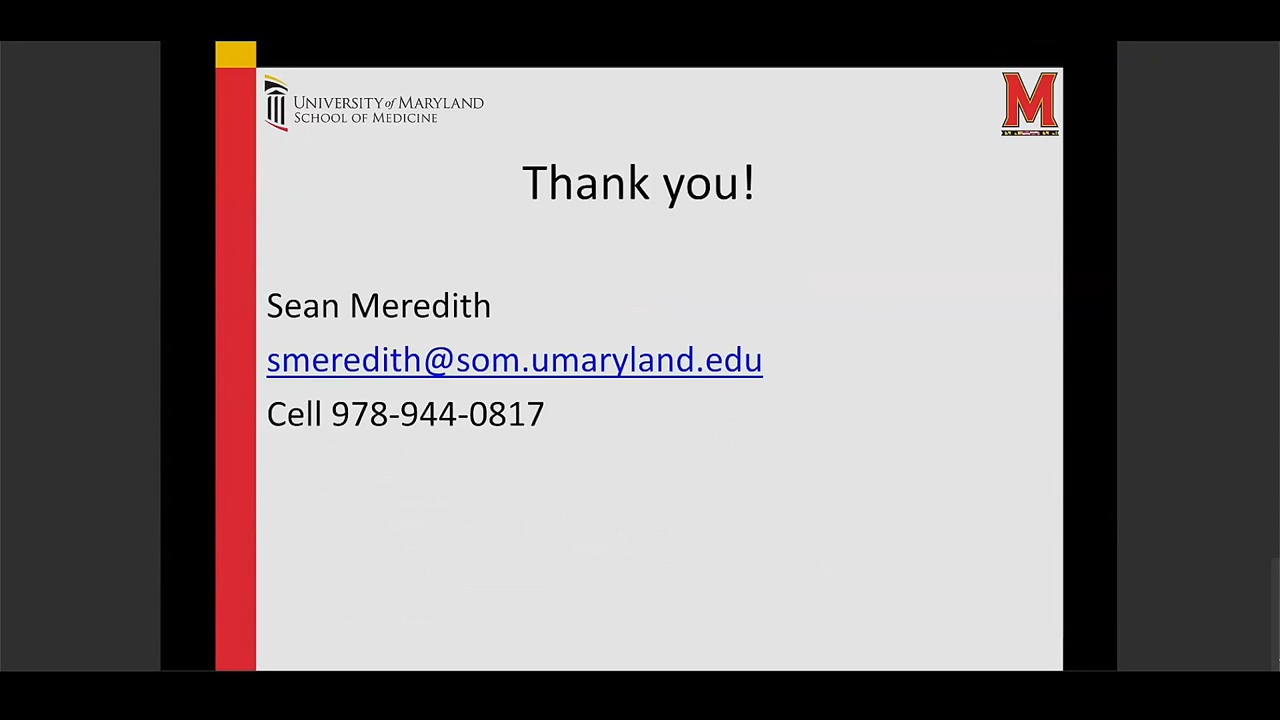 UNIVERSITY of MARYLAND
SCHOOL OF MEDICINE
M
Thank you!
Sean Meredith
smeredith@som.umaryland.edu
Cell 978-944-0817